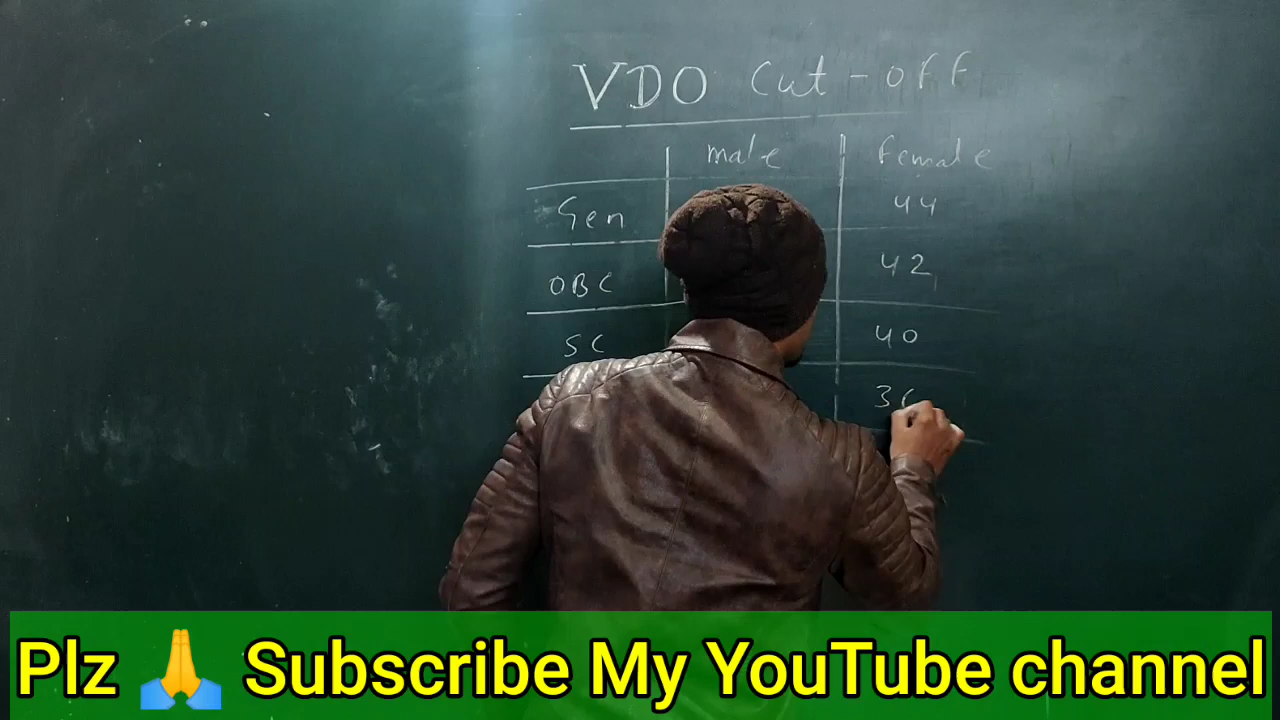 VDO Cut-off
male Female
Gen 44
OBC 42
SC 40
Plz 🙏 Subscribe My YouTube channel